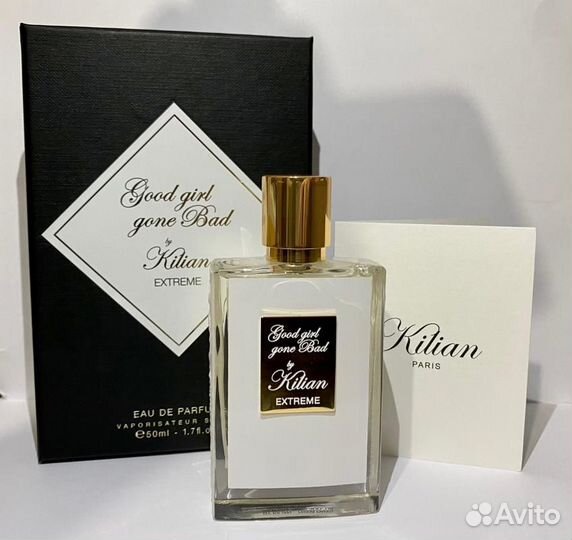 Good girl
gone Bad
by
Kilian
EXTREME
EAU DE PARFU
VAPORISATEUR S
℮50ml - 1.7fl.o
Good girl
gone Bad
by
Kilian
EXTREME
Kilian
PARIS
Avito